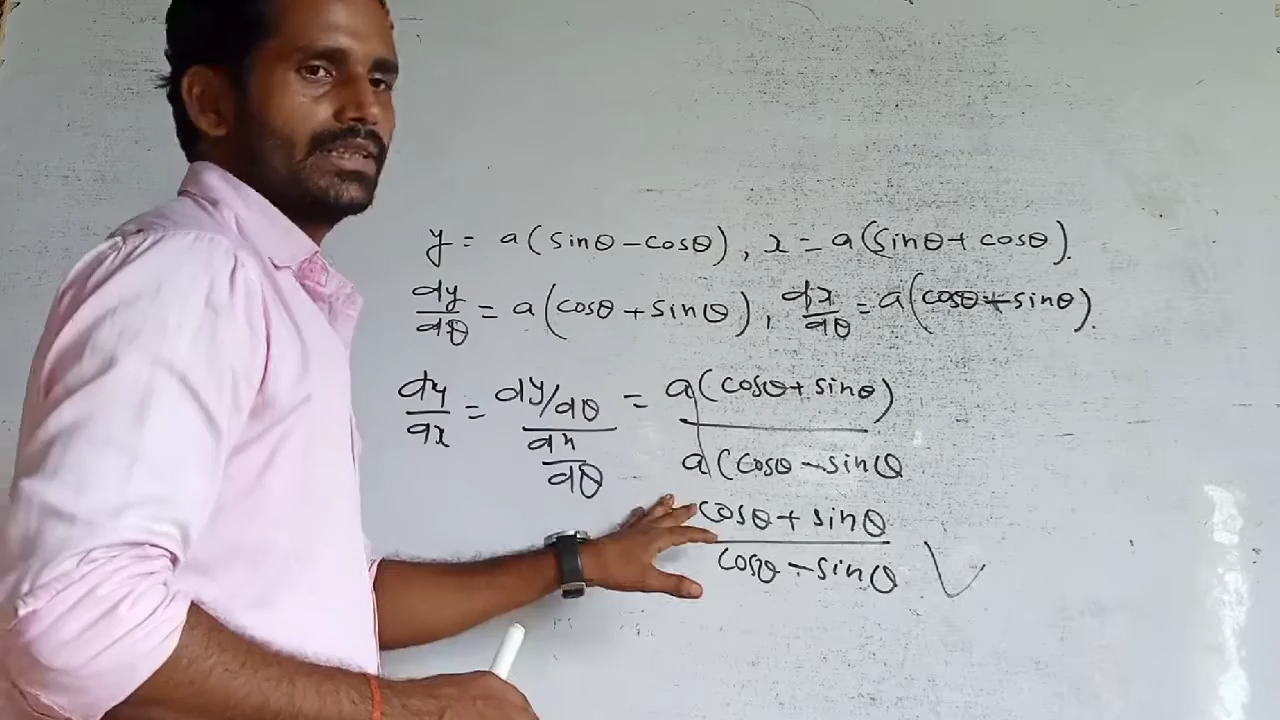 y = a(sinθ-cosθ), x = a(sinθ+ cosθ).
dy/dθ = a(cosθ+sinθ), dx/dθ = a(cosθ-sinθ).
dy/dx = (dy/dθ)/(dx/dθ) = a(cosθ+sinθ)/a(cosθ-sinθ
cosθ+sinθ/cosθ-sinθ